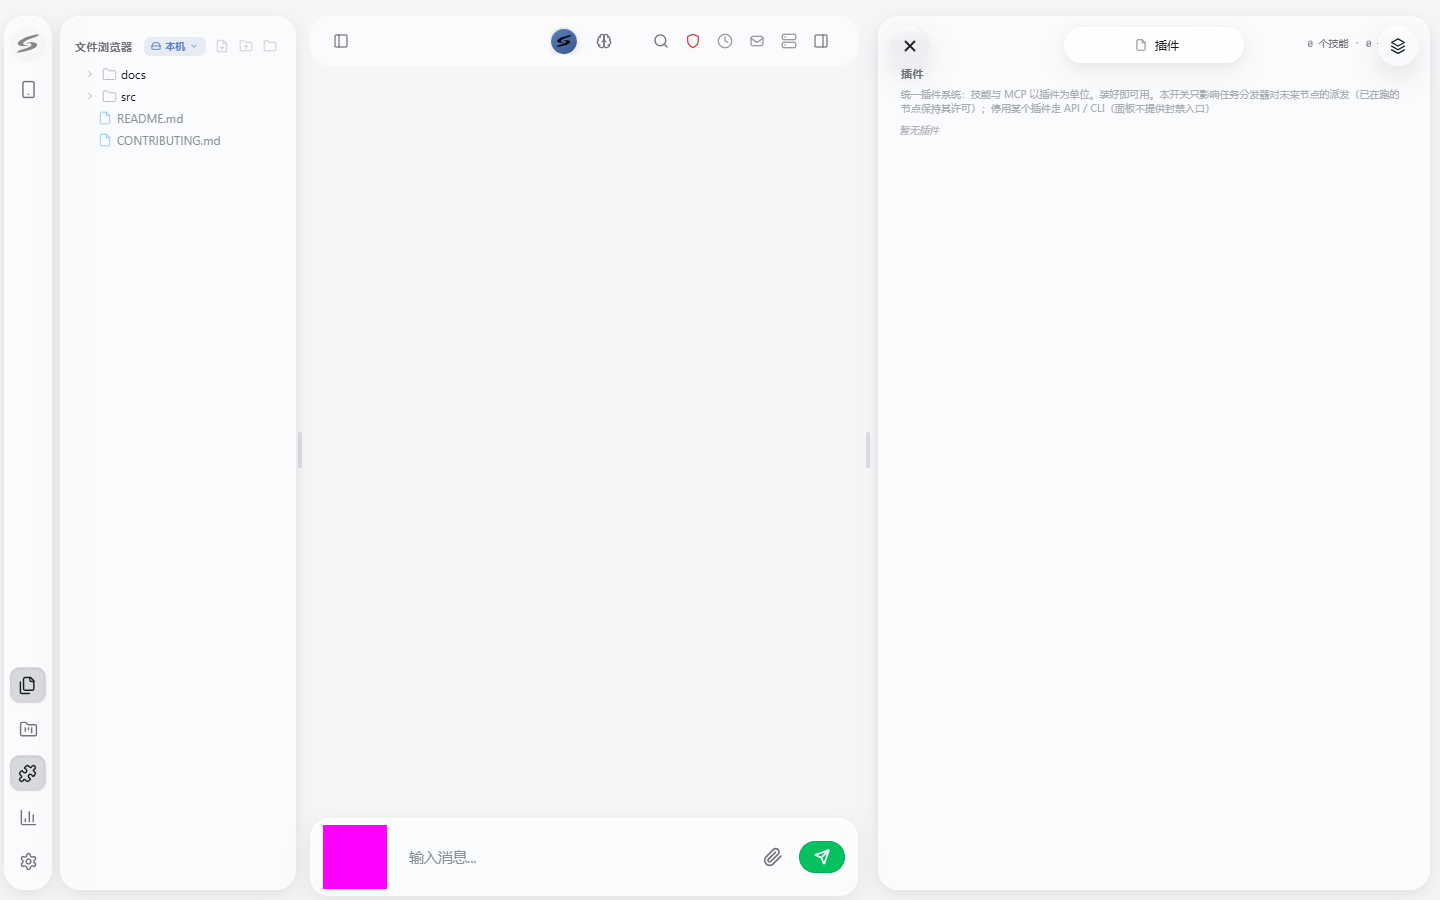 文件浏览器
本机
docs
src
README.md
CONTRIBUTING.md
输入消息...
插件
0 个技能 · 0
插件
统一插件系统：技能与 MCP 以插件为单位。装好即可用。本开关只影响任务分发器对未来节点的派发（已在跑的
节点保持其许可）；停用某个插件走 API / CLI（面板不提供封禁入口）
暂无插件